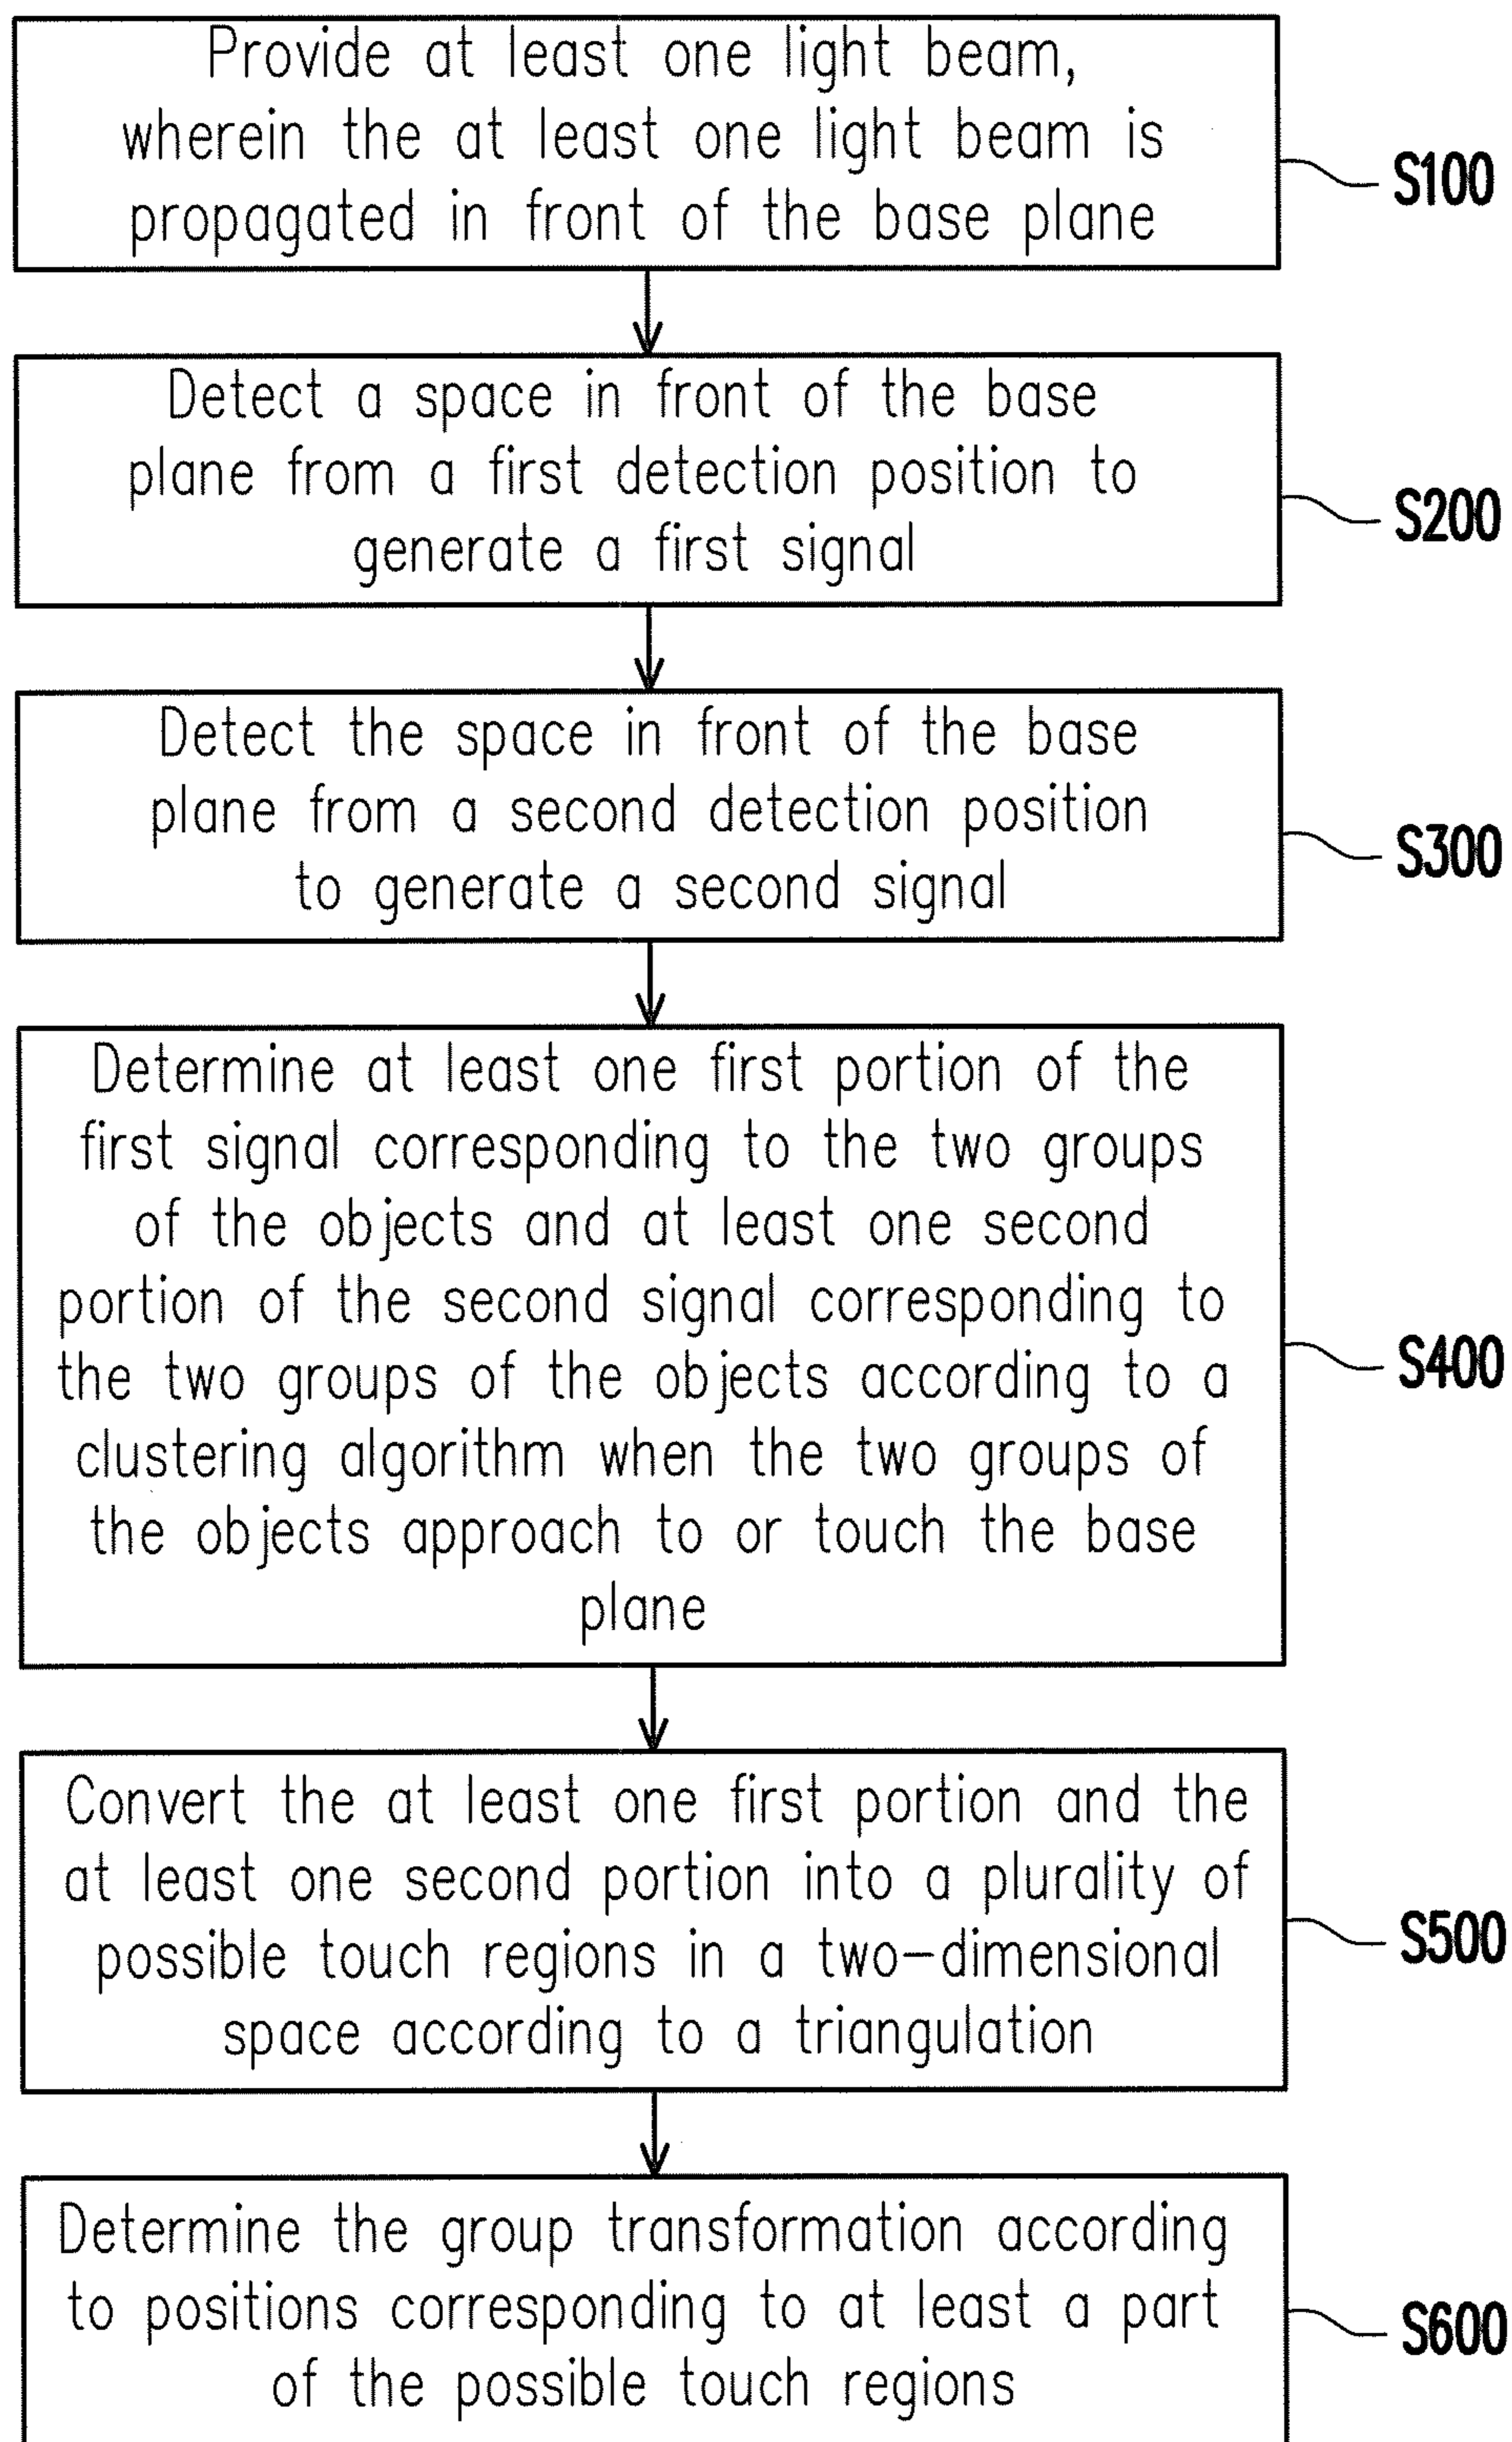 Provide at least one light beam,
wherein the at least one light beam is
propagated in front of the base plane
S100
Detect a space in front of the base
plane from a first detection position to
generate a first signal
S200
Detect the space in front of the base
plane from a second detection position
to generate a second signal
S300
Determine at least one first portion of the
first signal corresponding to the two groups
of the objects and at least one second
portion of the second signal corresponding to
the two groups of the objects according to a
clustering algorithm when the two groups of
the objects approach to or touch the base
plane
S400
Convert the at least one first portion and the
at least one second portion into a plurality of
possible touch regions in a two-dimensional
space according to a triangulation
S500
Determine the group transformation according
to positions corresponding to at least a part
of the possible touch regions
S600